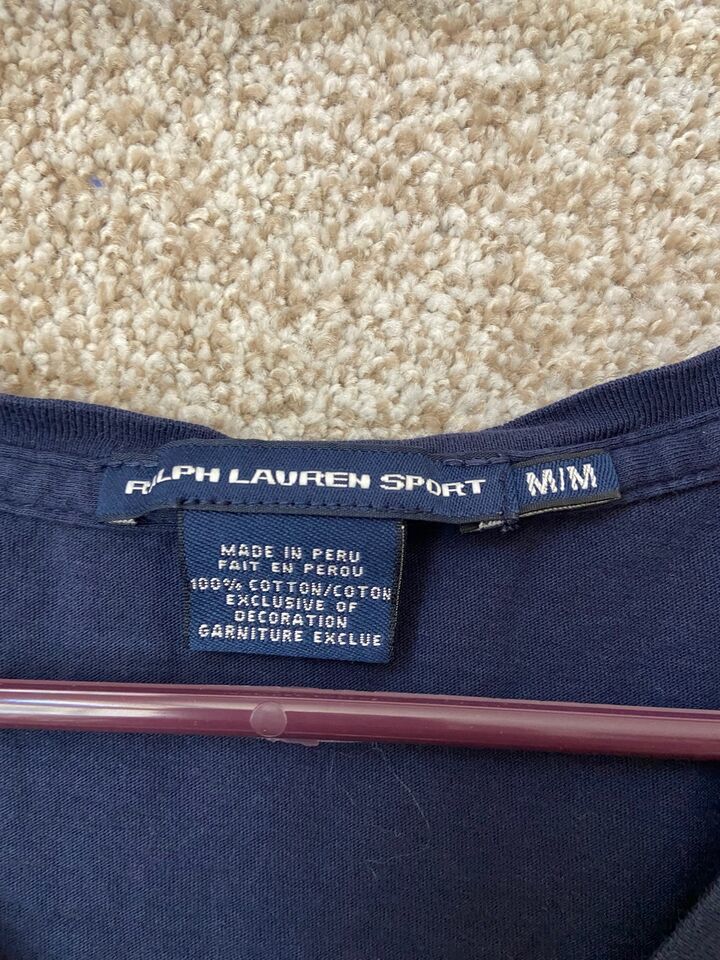 RALPH LAUREN SPORT M/M
MADE IN PERU
FAIT EN PEROU
100% COTTON/COTON
EXCLUSIVE OF
DECORATION
GARNITURE EXCLUE